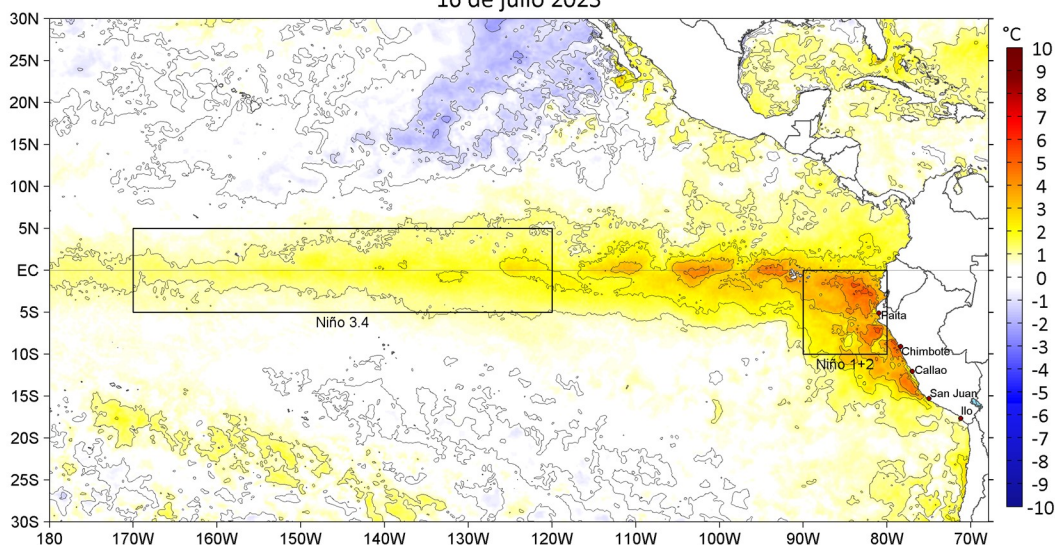 16 de julio 2023
°C
30N
25N
20N
15N
10N
5N
EC
5S
10S
15S
20S
25S
30S
180
170W
160W
150W
140W
130W
120W
110W
100W
90W
80W
70W
Niño 3.4
Niño 1+2
Paita
Chimbote
Callao
San Juan
Ilo
10
9
8
7
6
5
4
3
2
1
0
-1
-2
-3
-4
-5
-6
-7
-8
-9
-10